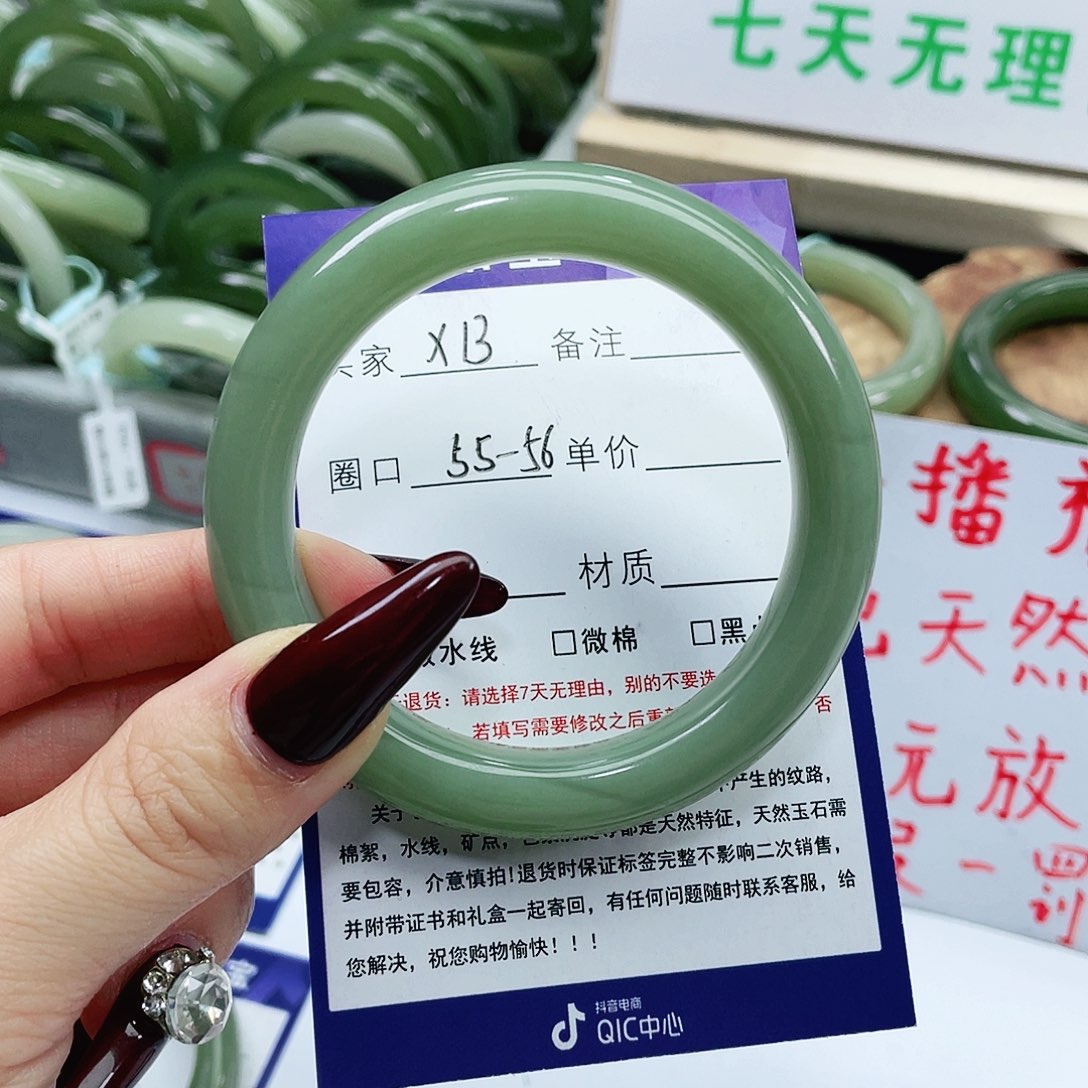 七天无理
家 XB 备注
圈口 55-56 单价
材质
水线 □微棉 □黑
退货：请选择7天无理由，别的不要选
若填写需要修改之后重 否
产生的纹路，
关于 都是天然特征，天然玉石需
棉絮，水线，矿点，
要包容，介意慎拍！退货时保证标签完整不影响二次销售，
并附带证书和礼盒一起寄回，有任何问题随时联系客服，给
您解决，祝您购物愉快！！！
抖音电商
QIC中心
播
天然
元放
一